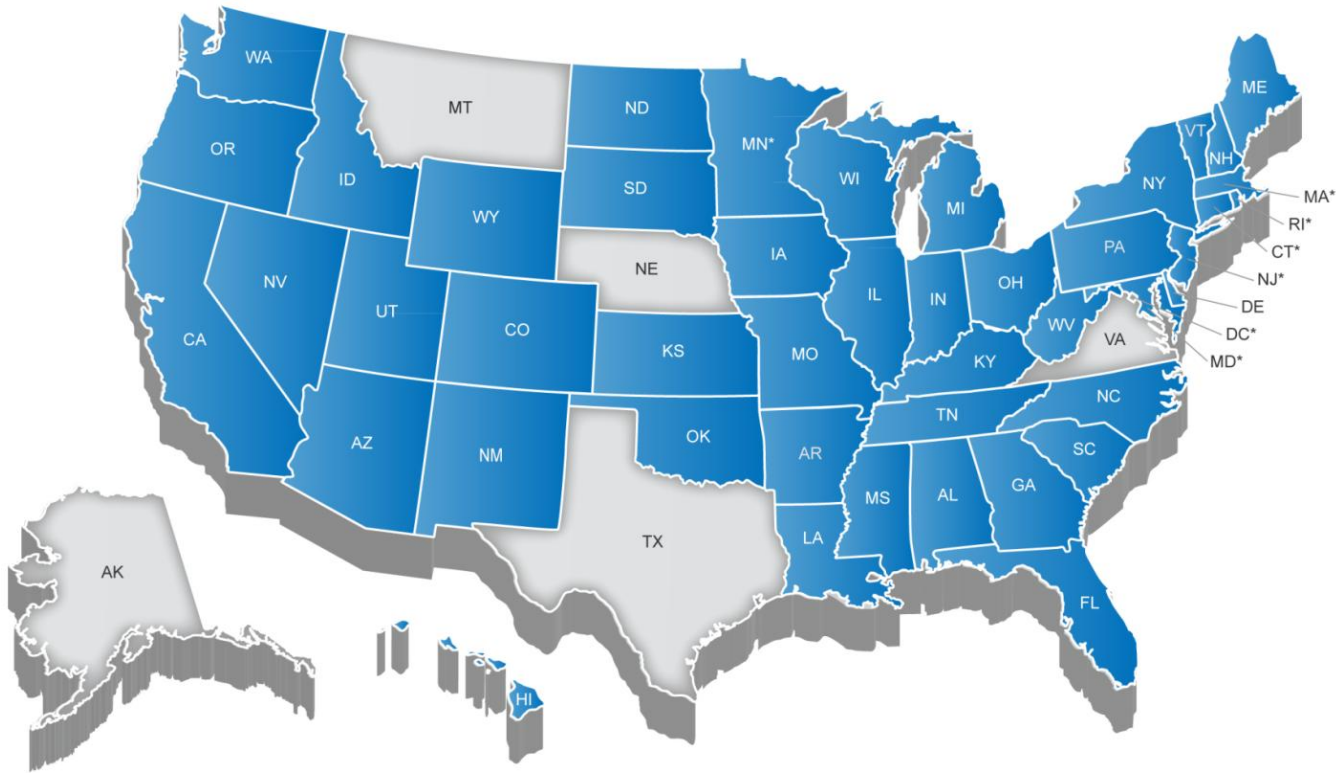 WA
MT
ND
MN*
ME
OR
ID
SD
WI
VT
NH
NY
MI
MA*
WY
RI*
PA
CT*
IA
NE
NJ*
OH
NV
IL
IN
DE
UT
CO
WV
DC*
CA
KS
MO
VA
KY
MD*
NC
TN
AZ
NM
OK
AR
SC
GA
MS
AL
LA
TX
AK
FL
HI